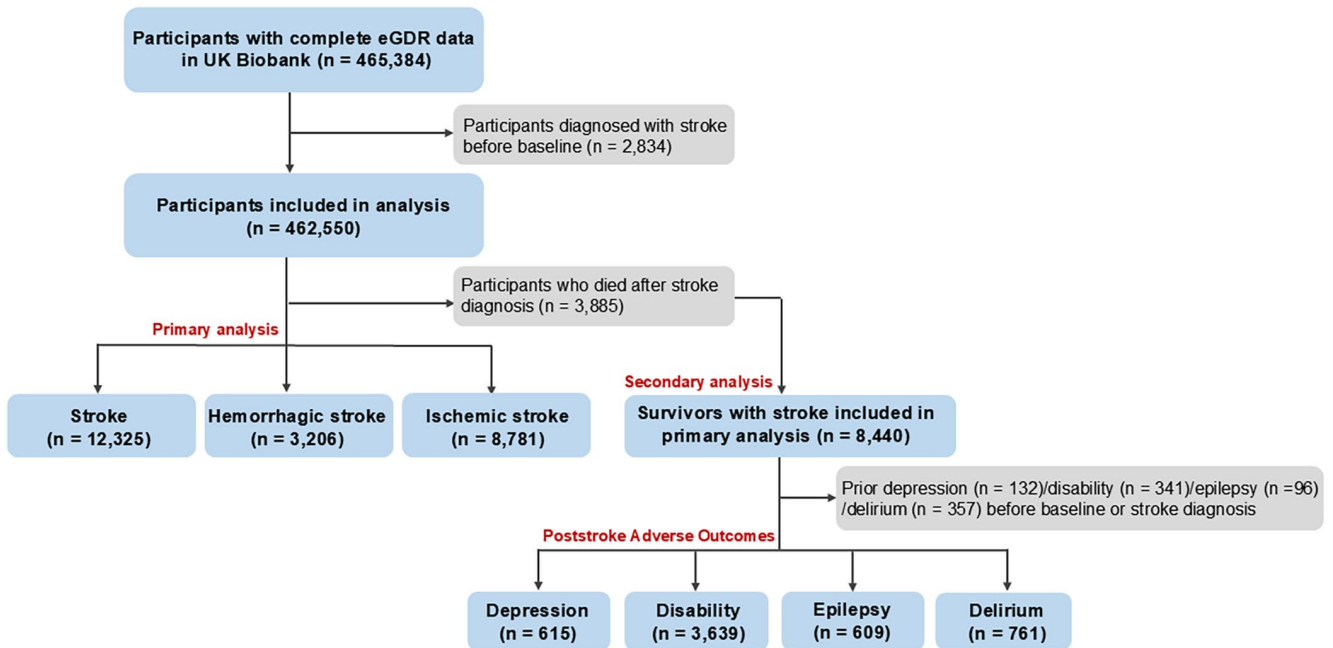 Participants with complete eGDR data
in UK Biobank (n = 465,384)
Participants diagnosed with stroke
before baseline (n = 2,834)
Participants included in analysis
(n = 462,550)
Participants who died after stroke
diagnosis (n = 3,885)
Primary analysis
Secondary analysis
Stroke
(n = 12,325)
Hemorrhagic stroke
(n = 3,206)
Ischemic stroke
(n = 8,781)
Survivors with stroke included in
primary analysis (n = 8,440)
Prior depression (n = 132)/disability (n = 341)/epilepsy (n =96)
/delirium (n = 357) before baseline or stroke diagnosis
Poststroke Adverse Outcomes
Depression
(n = 615)
Disability
(n = 3,639)
Epilepsy
(n = 609)
Delirium
(n = 761)